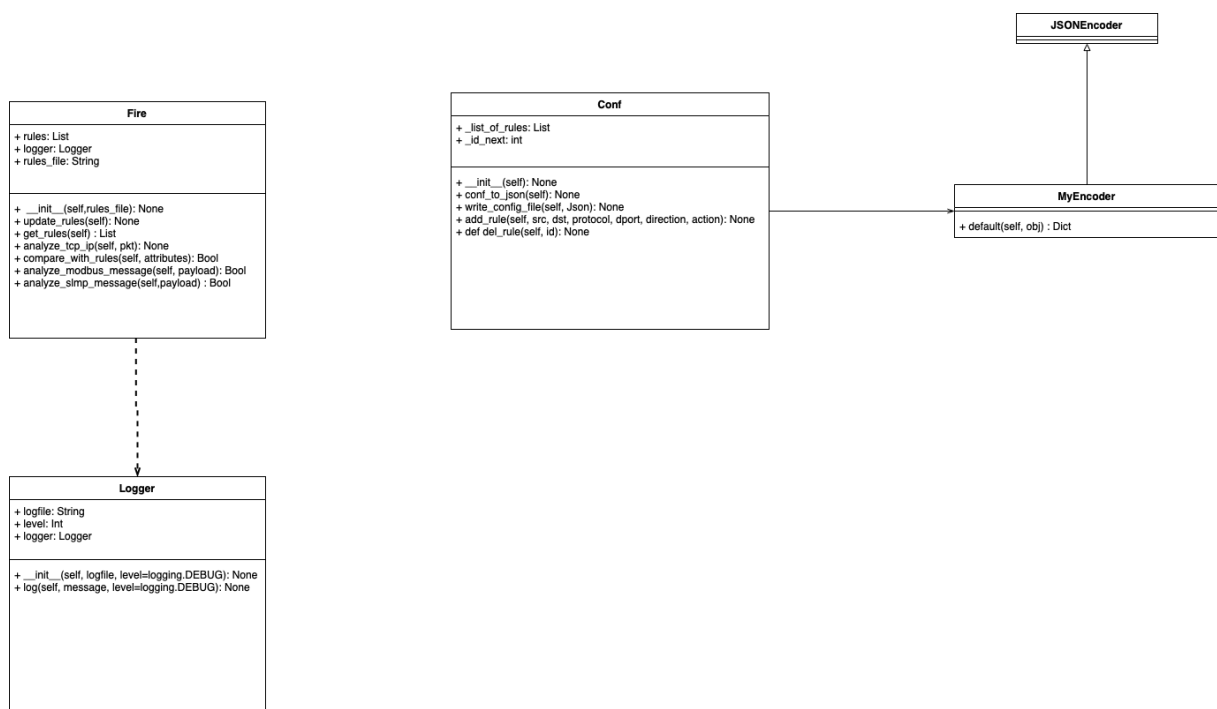 JSONEncoder
Fire
+ rules: List
+ logger: Logger
+ rules_file: String
+ __init__(self,rules_file): None
+ update_rules(self): None
+ get_rules(self) : List
+ analyze_tcp_ip(self, pkt): None
+ compare_with_rules(self, attributes): Bool
+ analyze_modbus_message(self, payload): Bool
+ analyze_slmp_message(self,payload) : Bool
Conf
+ _list_of_rules: List
+ _id_next: int
+ __init__(self): None
+ conf_to_json(self): None
+ write_config_file(self, Json): None
+ add_rule(self, src, dst, protocol, dport, direction, action): None
+ def del_rule(self, id): None
MyEncoder
+ default(self, obj) : Dict
Logger
+ logfile: String
+ level: Int
+ logger: Logger
+ __init__(self, logfile, level=logging.DEBUG): None
+ log(self, message, level=logging.DEBUG): None